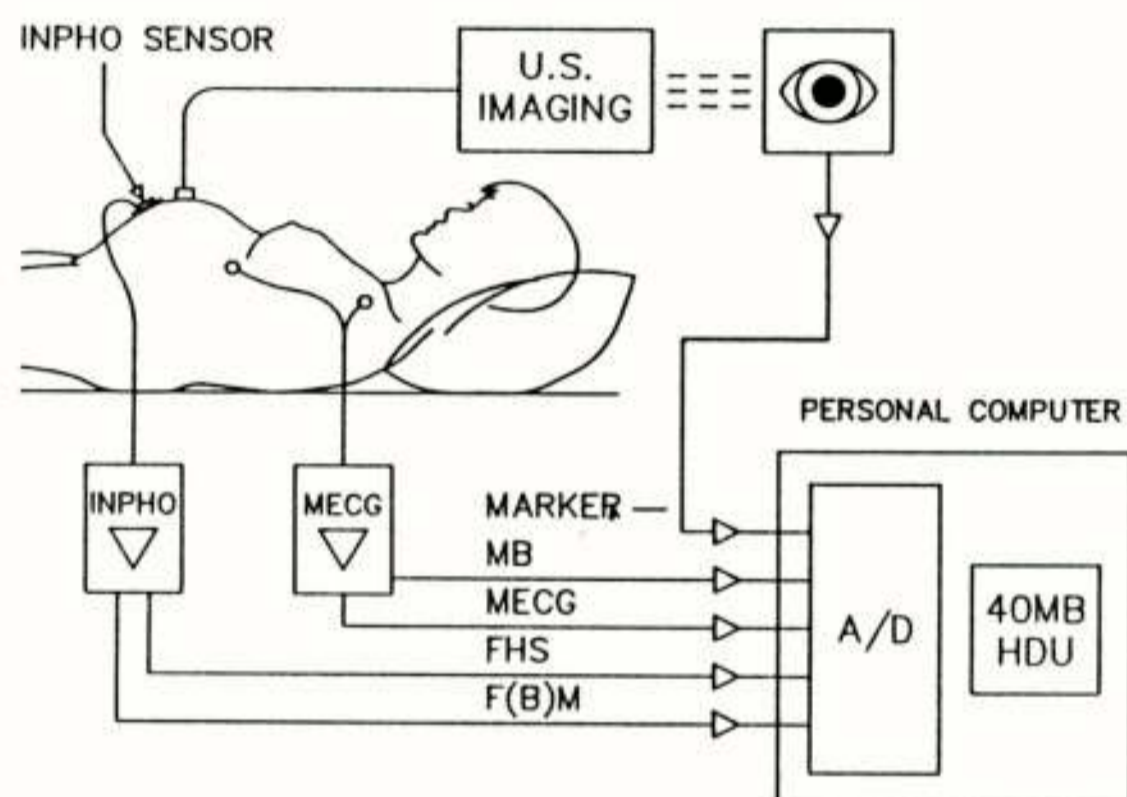 INPHO SENSOR
U.S.
IMAGING
PERSONAL COMPUTER
INPHO
MECG
MARKER
MB
MECG
FHS
F(B)M
A/D
40MB
HDU